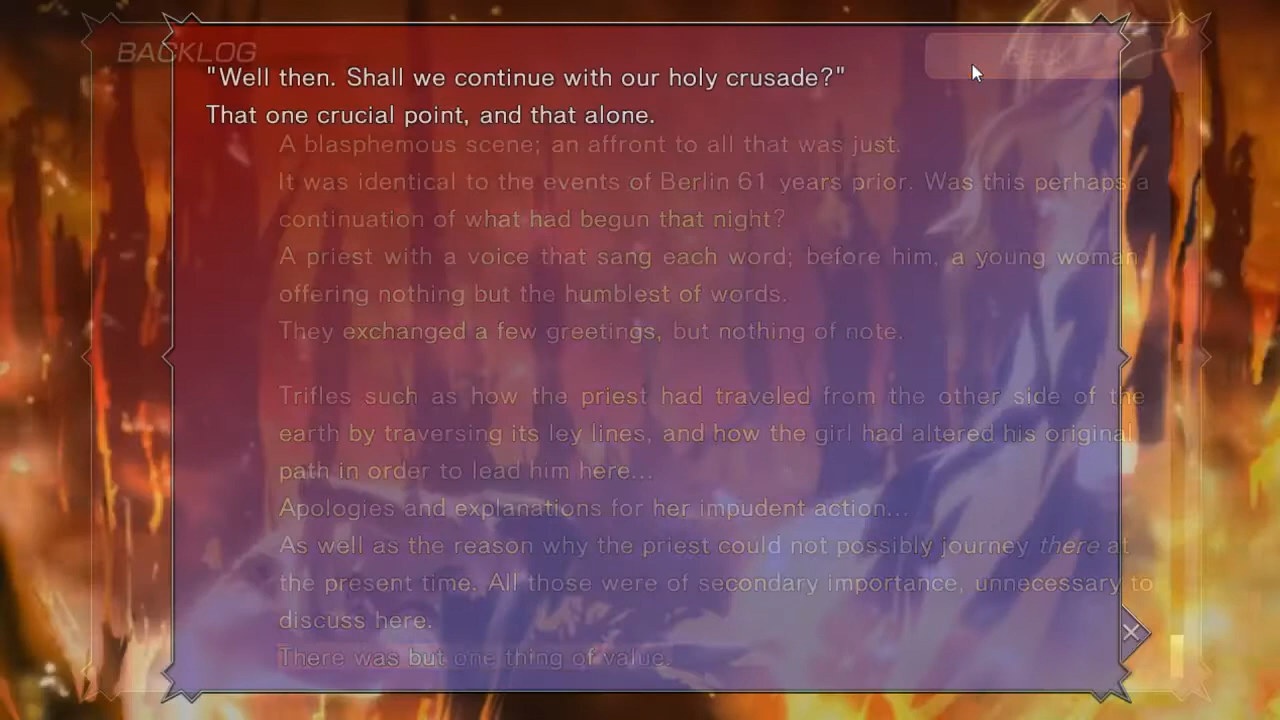 BACKLOG
"Well then. Shall we continue with our holy crusade?"
That one crucial point, and that alone.
A blasphemous scene; an affront to all that was just.
It was identical to the events of Berlin 61 years prior. Was this perhaps a
continuation of what had begun that night?
A priest with a voice that sang each word; before him, a young woman
offering nothing but the humblest of words.
They exchanged a few greetings, but nothing of note.
Trifles such as how the priest had traveled from the other side of the
earth by traversing its ley lines, and how the girl had altered his original
path in order to lead him here...
Apologies and explanations for her impudent action...
As well as the reason why the priest could not possibly journey there at
the present time. All those were of secondary importance, unnecessary to
discuss here.
There was but one thing of value.